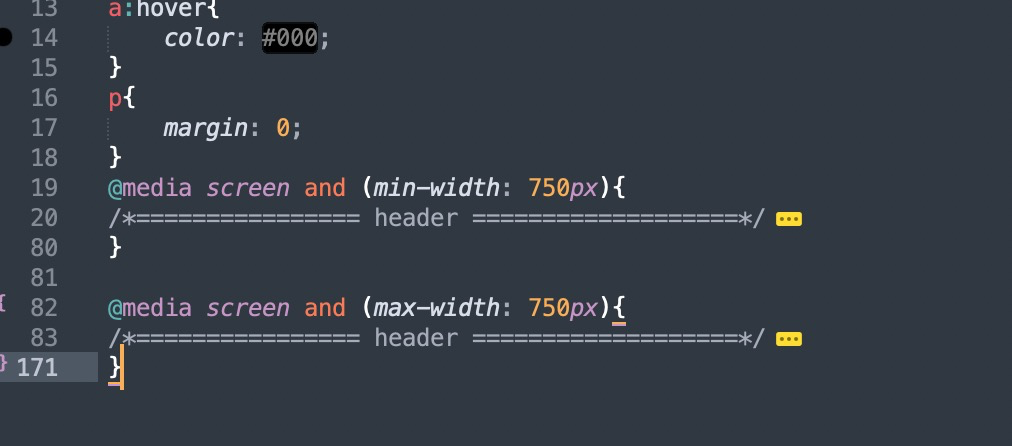 13 a:hover{
14 color: #000;
15 }
16 p{
17 margin: 0;
18 }
19 @media screen and (min-width: 750px){
20 /*================ header ===================*/
80 }
81
{ 82 @media screen and (max-width: 750px){
83 /*================ header ===================*/
} 171 }